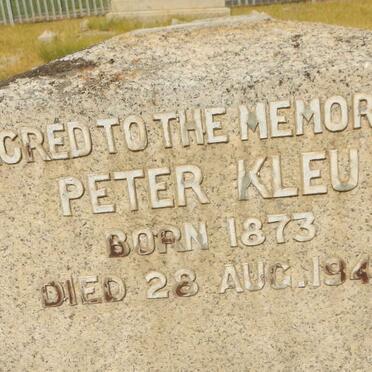 CRED TO THE MEMOR
PETER KLEU
BORN 1873
DIED 28 AUG. 194